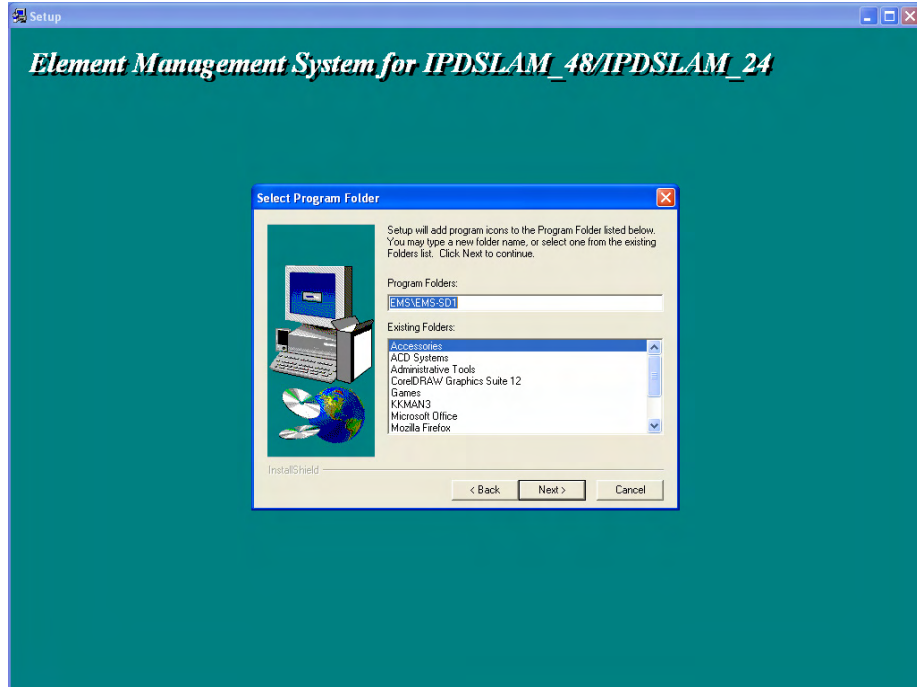 Setup
Element Management System for IPDSLAM_48/IPDSLAM_24
Select Program Folder
Setup will add program icons to the Program Folder listed below.
You may type a new folder name, or select one from the existing
Folders list. Click Next to continue.
Program Folders:
EMS\EMS-SD1
Existing Folders:
Accessories
ACD Systems
Administrative Tools
CorelDRAW Graphics Suite 12
Games
KKMAN3
Microsoft Office
Mozilla Firefox
InstallShield
< Back
Next >
Cancel